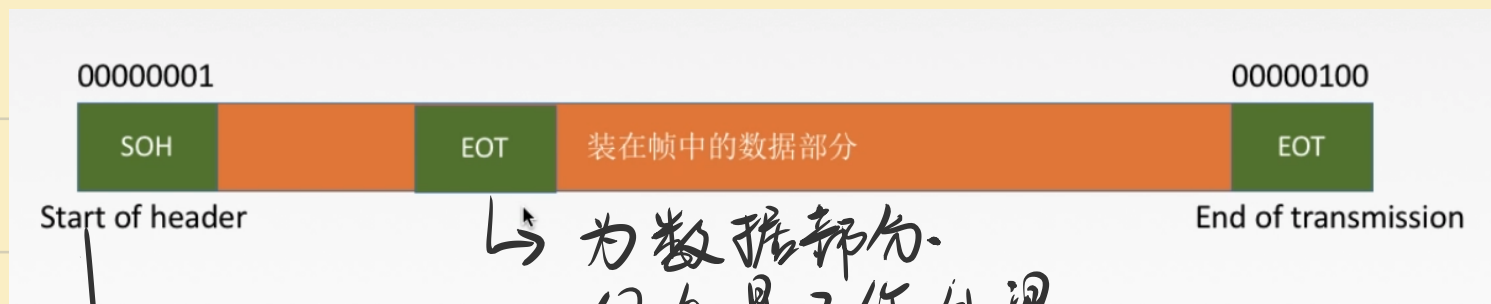 00000001 00000100
SOH EOT 装在帧中的数据部分 EOT
Start of header End of transmission
为数据部分.